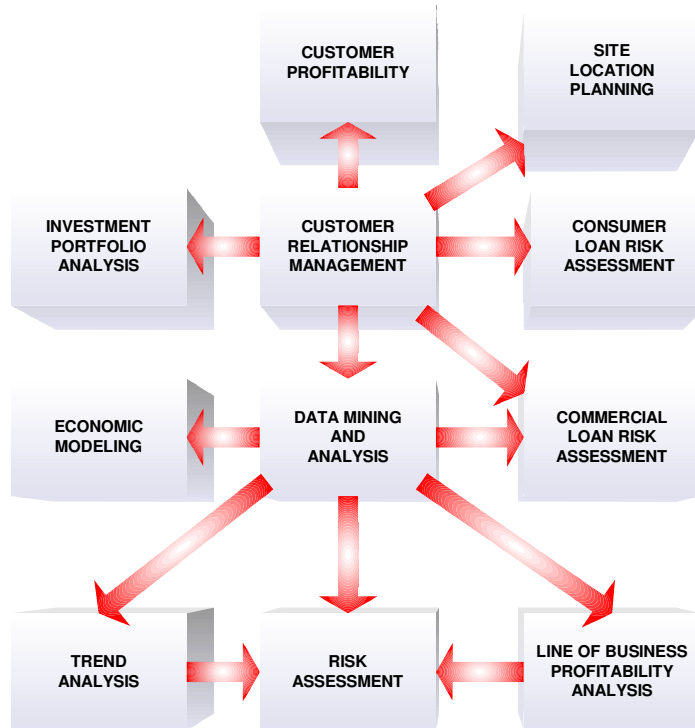 CUSTOMER
PROFITABILITY
SITE
LOCATION
PLANNING
INVESTMENT
PORTFOLIO
ANALYSIS
CUSTOMER
RELATIONSHIP
MANAGEMENT
CONSUMER
LOAN RISK
ASSESSMENT
ECONOMIC
MODELING
DATA MINING
AND
ANALYSIS
COMMERCIAL
LOAN RISK
ASSESSMENT
TREND
ANALYSIS
RISK
ASSESSMENT
LINE OF BUSINESS
PROFITABILITY
ANALYSIS